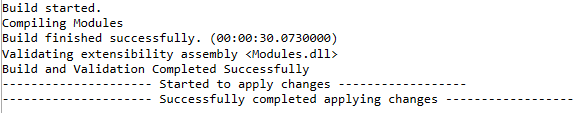 Build started.
Compiling Modules
Build finished successfully. (00:00:30.0730000)
Validating extensibility assembly <Modules.dll>
Build and Validation Completed Successfully
--------------------- Started to apply changes ------------------
--------------------- Successfully completed applying changes ------------------